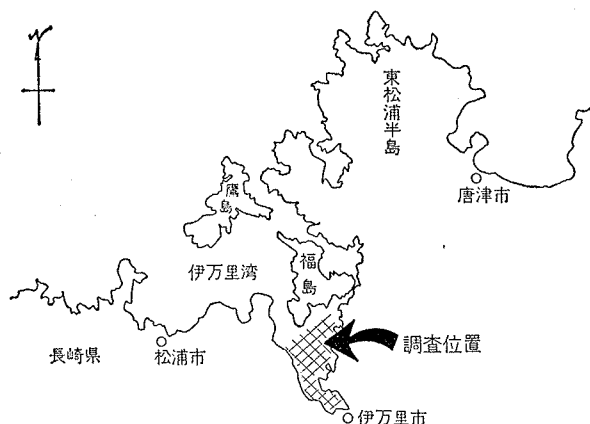 N
東松浦半島
唐津市
鷹島
福島
伊万里湾
長崎県
松浦市
調査位置
伊万里市